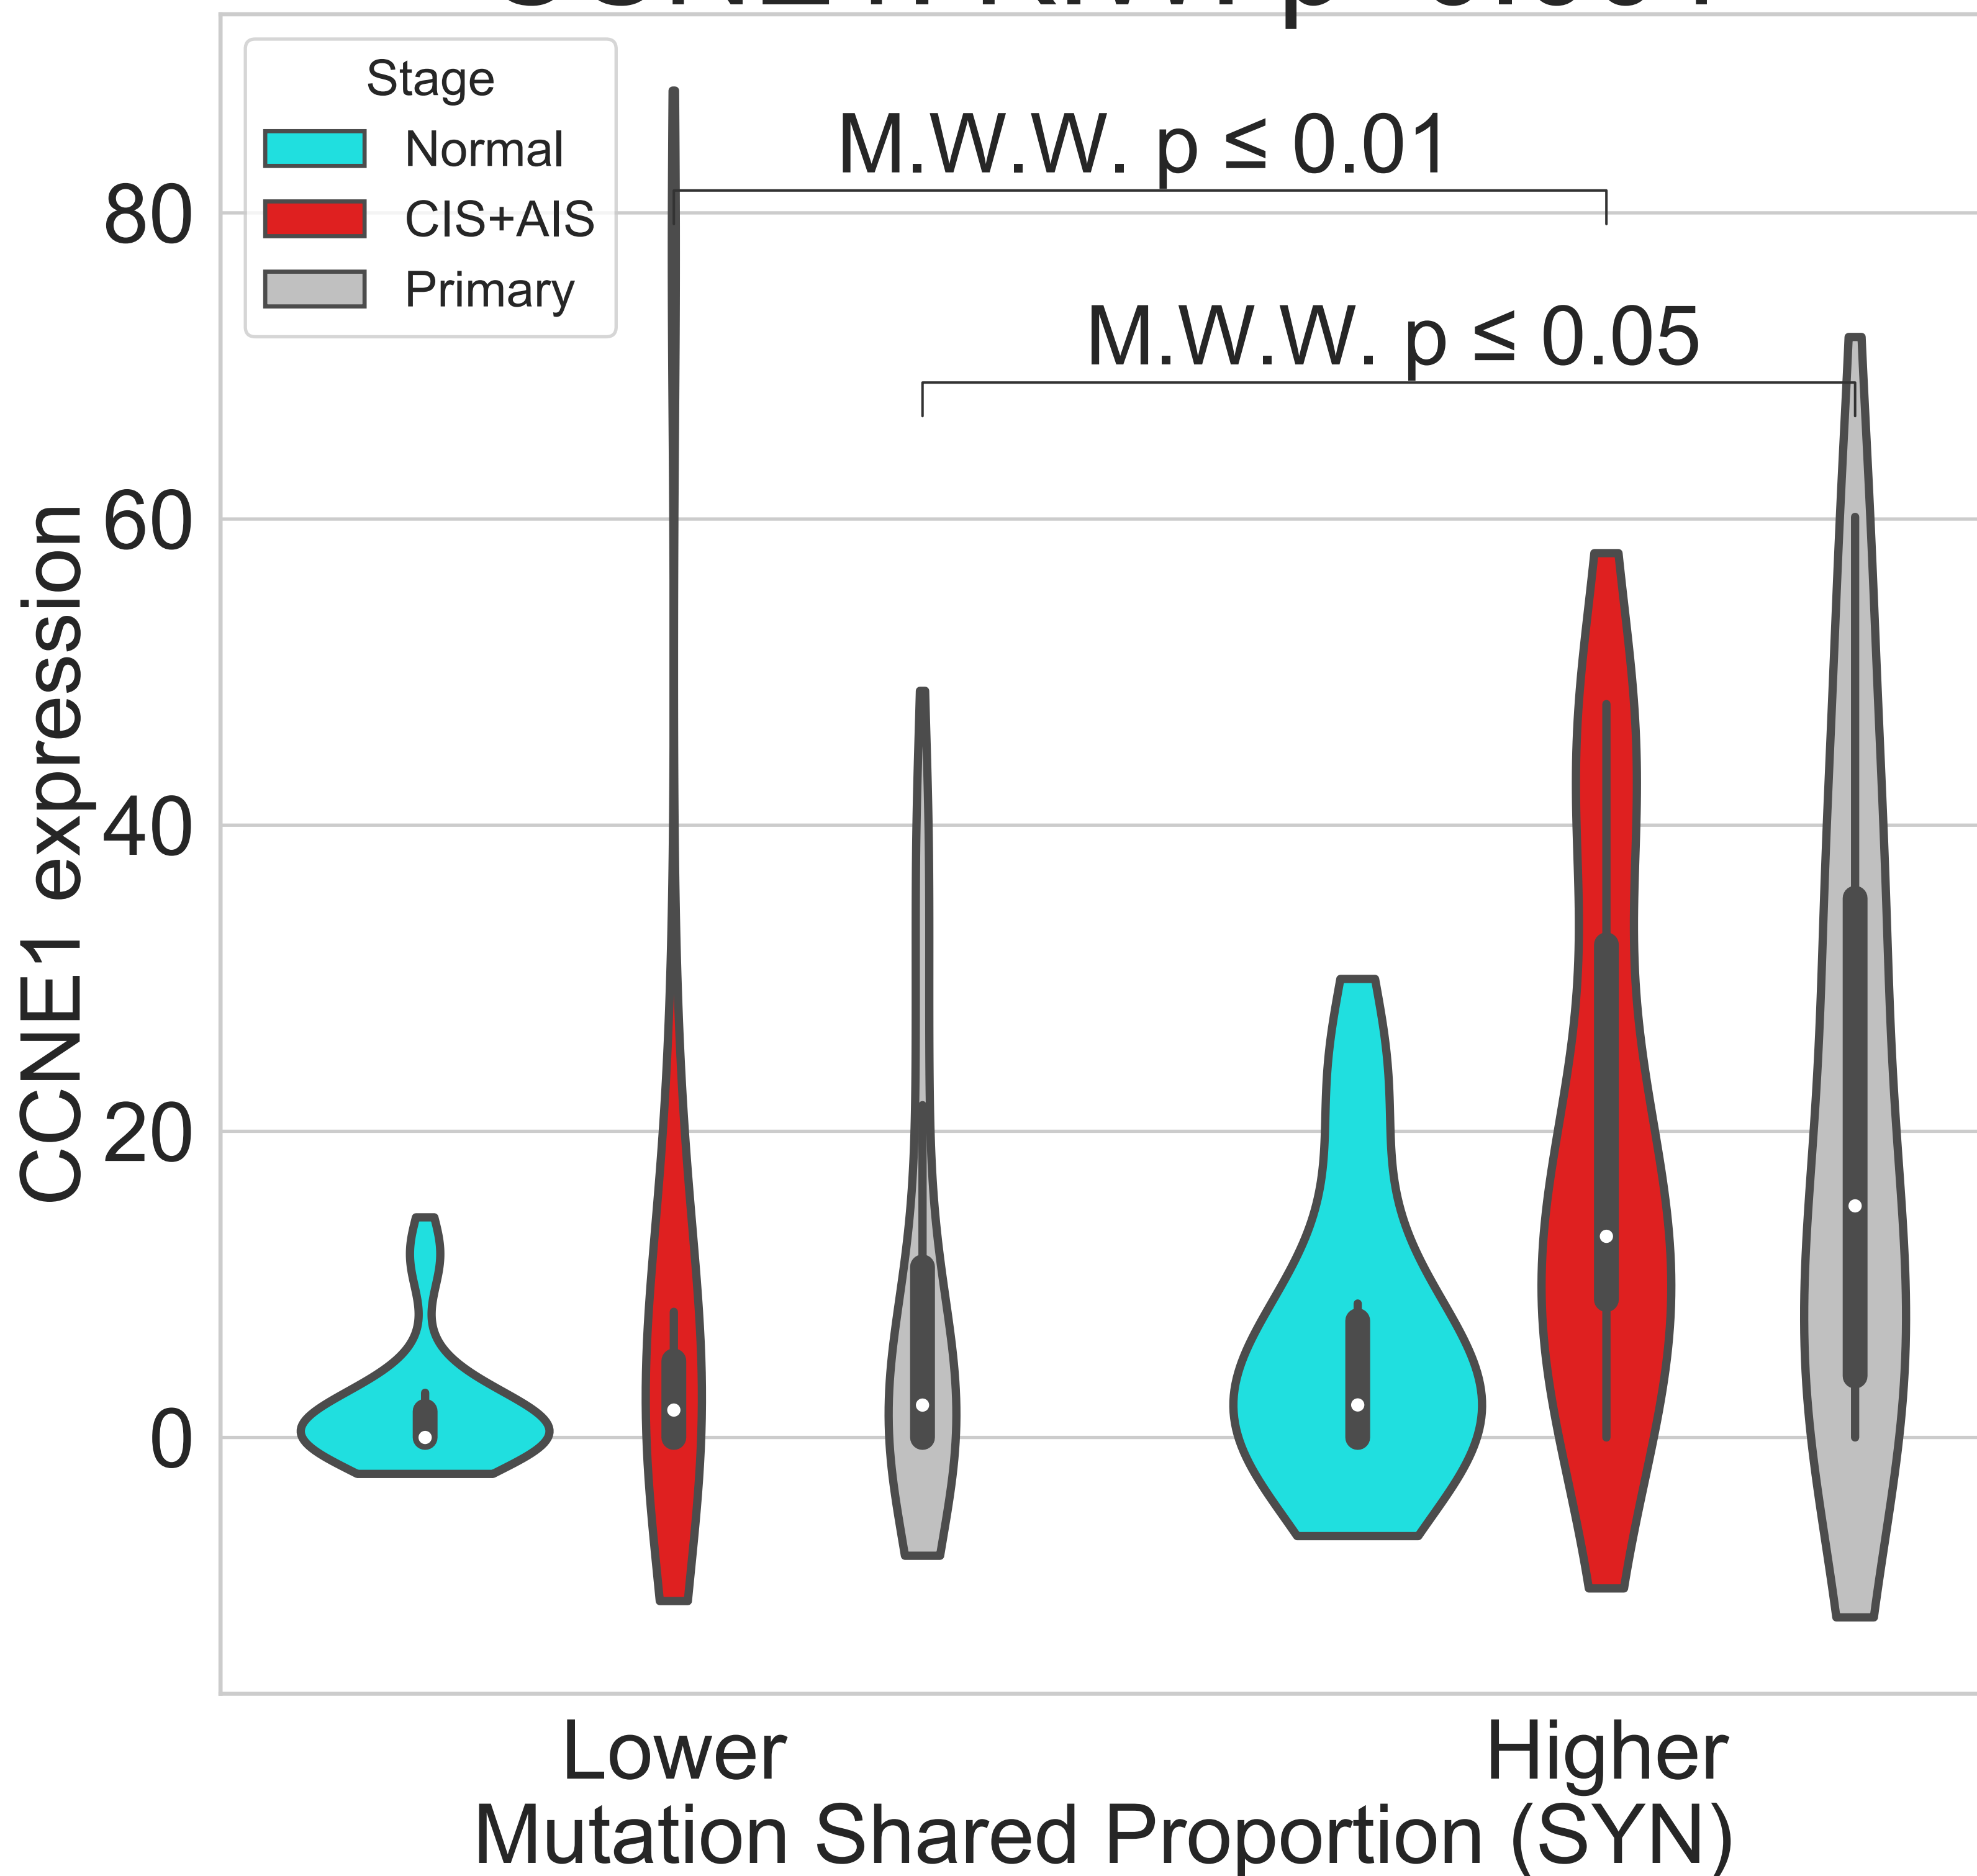 Stage
Normal
CIS+AIS
Primary
M.W.W. p ≤ 0.01
M.W.W. p ≤ 0.05
CCNE1 expression
80
60
40
20
0
Lower
Higher
Mutation Shared Proportion (SYN)